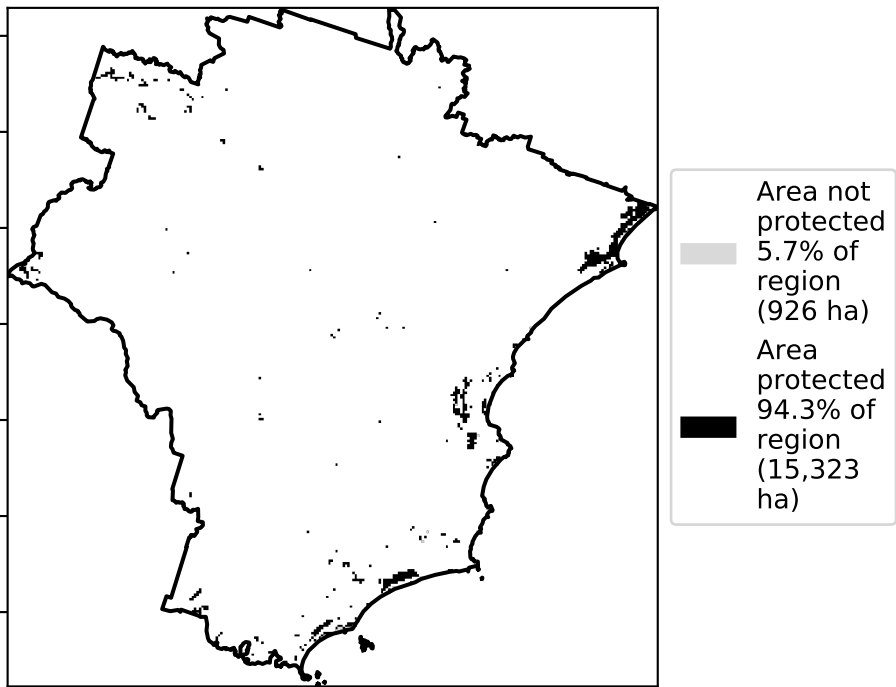 Area not
protected
5.7% of
region
(926 ha)
Area
protected
94.3% of
region
(15,323
ha)